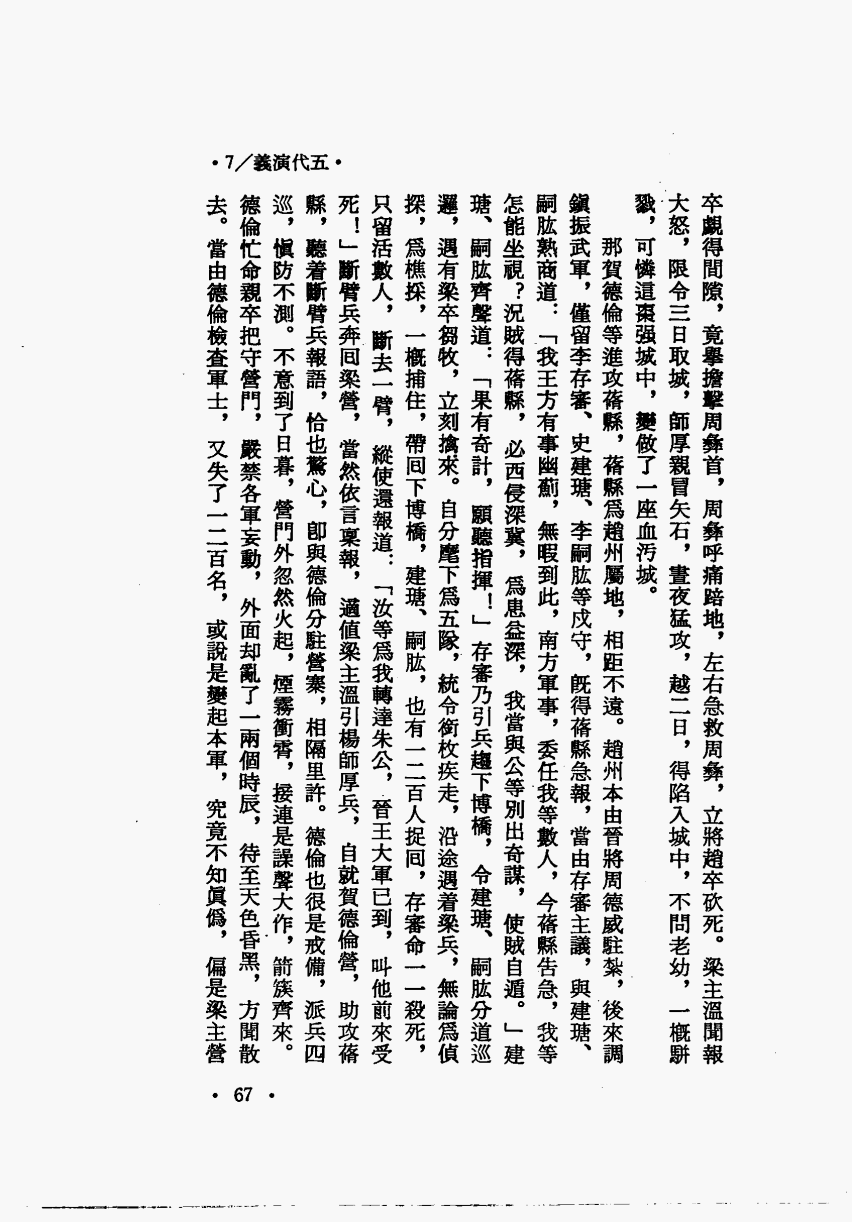 •7/義演代五•
卒覷得間隙，竟舉擔擊周彝首，周彝呼痛踣地，左右急救周彝，立將趙卒砍死。梁主溫聞報
大怒，限令三日取城，師厚親冒矢石，晝夜猛攻，越二日，得陷入城中，不問老幼，一概駢
戮，可憐這棗强城中，變做了一座血汚城。
那賀德倫等進攻蓚縣，蓚縣爲趙州屬地，相距不遠。趙州本由晉將周德威駐紮，後來調
鎭振武軍，僅留李存審、史建瑭、李嗣肱等戍守，旣得蓚縣急報，當由存審主議，與建瑭、
嗣肱熟商道：「我王方有事幽薊，無暇到此，南方軍事，委任我等數人，今蓚縣告急，我等
怎能坐視？況賊得蓚縣，必西侵深冀，爲患益深，我當與公等別出奇謀，使賊自遁。」建
瑭、嗣肱齊聲道：「果有奇計，願聽指揮！」存審乃引兵趨下博橋，令建瑭、嗣肱分道巡
邏，遇有梁卒芻牧，立刻擒來。自分麾下爲五隊，統令銜枚疾走，沿途遇着梁兵，無論爲偵
探，爲樵採，一概捕住，帶囘下博橋，建瑭、嗣肱，也有一二百人捉囘，存審命一一殺死，
只留活數人，斷去一臂，縱使還報道：「汝等爲我轉達朱公，晉王大軍已到，叫他前來受
死！」斷臂兵奔囘梁營，當然依言稟報，適値梁主溫引楊師厚兵，自就賀德倫營，助攻蓚
縣，聽着斷臂兵報語，恰也驚心，卽與德倫分駐營寨，相隔里許。德倫也很是戒備，派兵四
巡，愼防不測。不意到了日暮，營門外忽然火起，煙霧衝霄，接連是譟聲大作，箭簇齊來。
德倫忙命親卒把守營門，嚴禁各軍妄動，外面却亂了一兩個時辰，待至天色昏黑，方聞散
去。當由德倫檢查軍士，又失了一二百名，或說是變起本軍，究竟不知眞僞，偏是梁主營
• 67 •